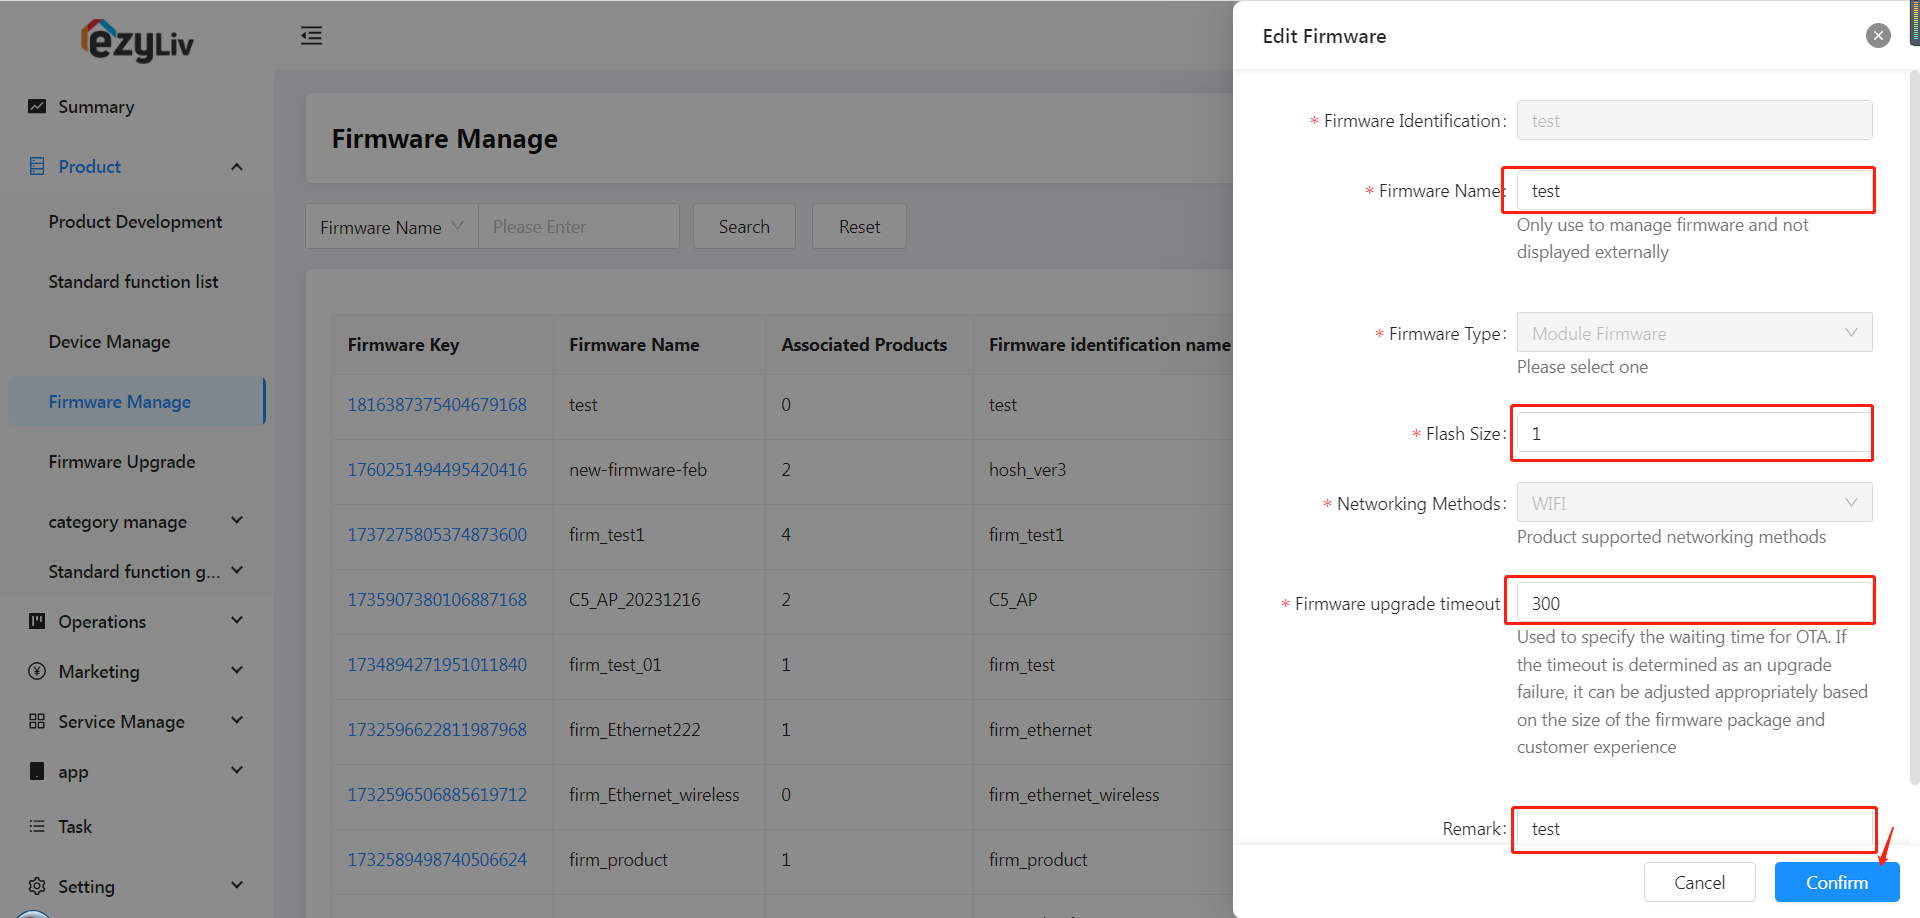 ezyLiv
Summary
Product
Product Development
Standard function list
Device Manage
Firmware Manage
Firmware Upgrade
category manage
Standard function g...
Operations
Marketing
Service Manage
app
Task
Setting
Firmware Manage
Firmware Name
Please Enter
Search
Reset
Firmware Key Firmware Name Associated Products Firmware identification name
1816387375404679168 test 0 test
1760251494495420416 new-firmware-feb 2 hosh_ver3
1737275805374873600 firm_test1 4 firm_test1
1735907380106887168 C5_AP_20231216 2 C5_AP
1734894271951011840 firm_test_01 1 firm_test
1732596622811987968 firm_Ethernet222 1 firm_ethernet
1732596506885619712 firm_Ethernet_wireless 0 firm_ethernet_wireless
1732589498740506624 firm_product 1 firm_product
Edit Firmware
* Firmware Identification: test
* Firmware Name: test
Only use to manage firmware and not
displayed externally
* Firmware Type: Module Firmware
Please select one
* Flash Size: 1
* Networking Methods: WIFI
Product supported networking methods
* Firmware upgrade timeout 300
Used to specify the waiting time for OTA. If
the timeout is determined as an upgrade
failure, it can be adjusted appropriately based
on the size of the firmware package and
customer experience
Remark: test
Cancel
Confirm